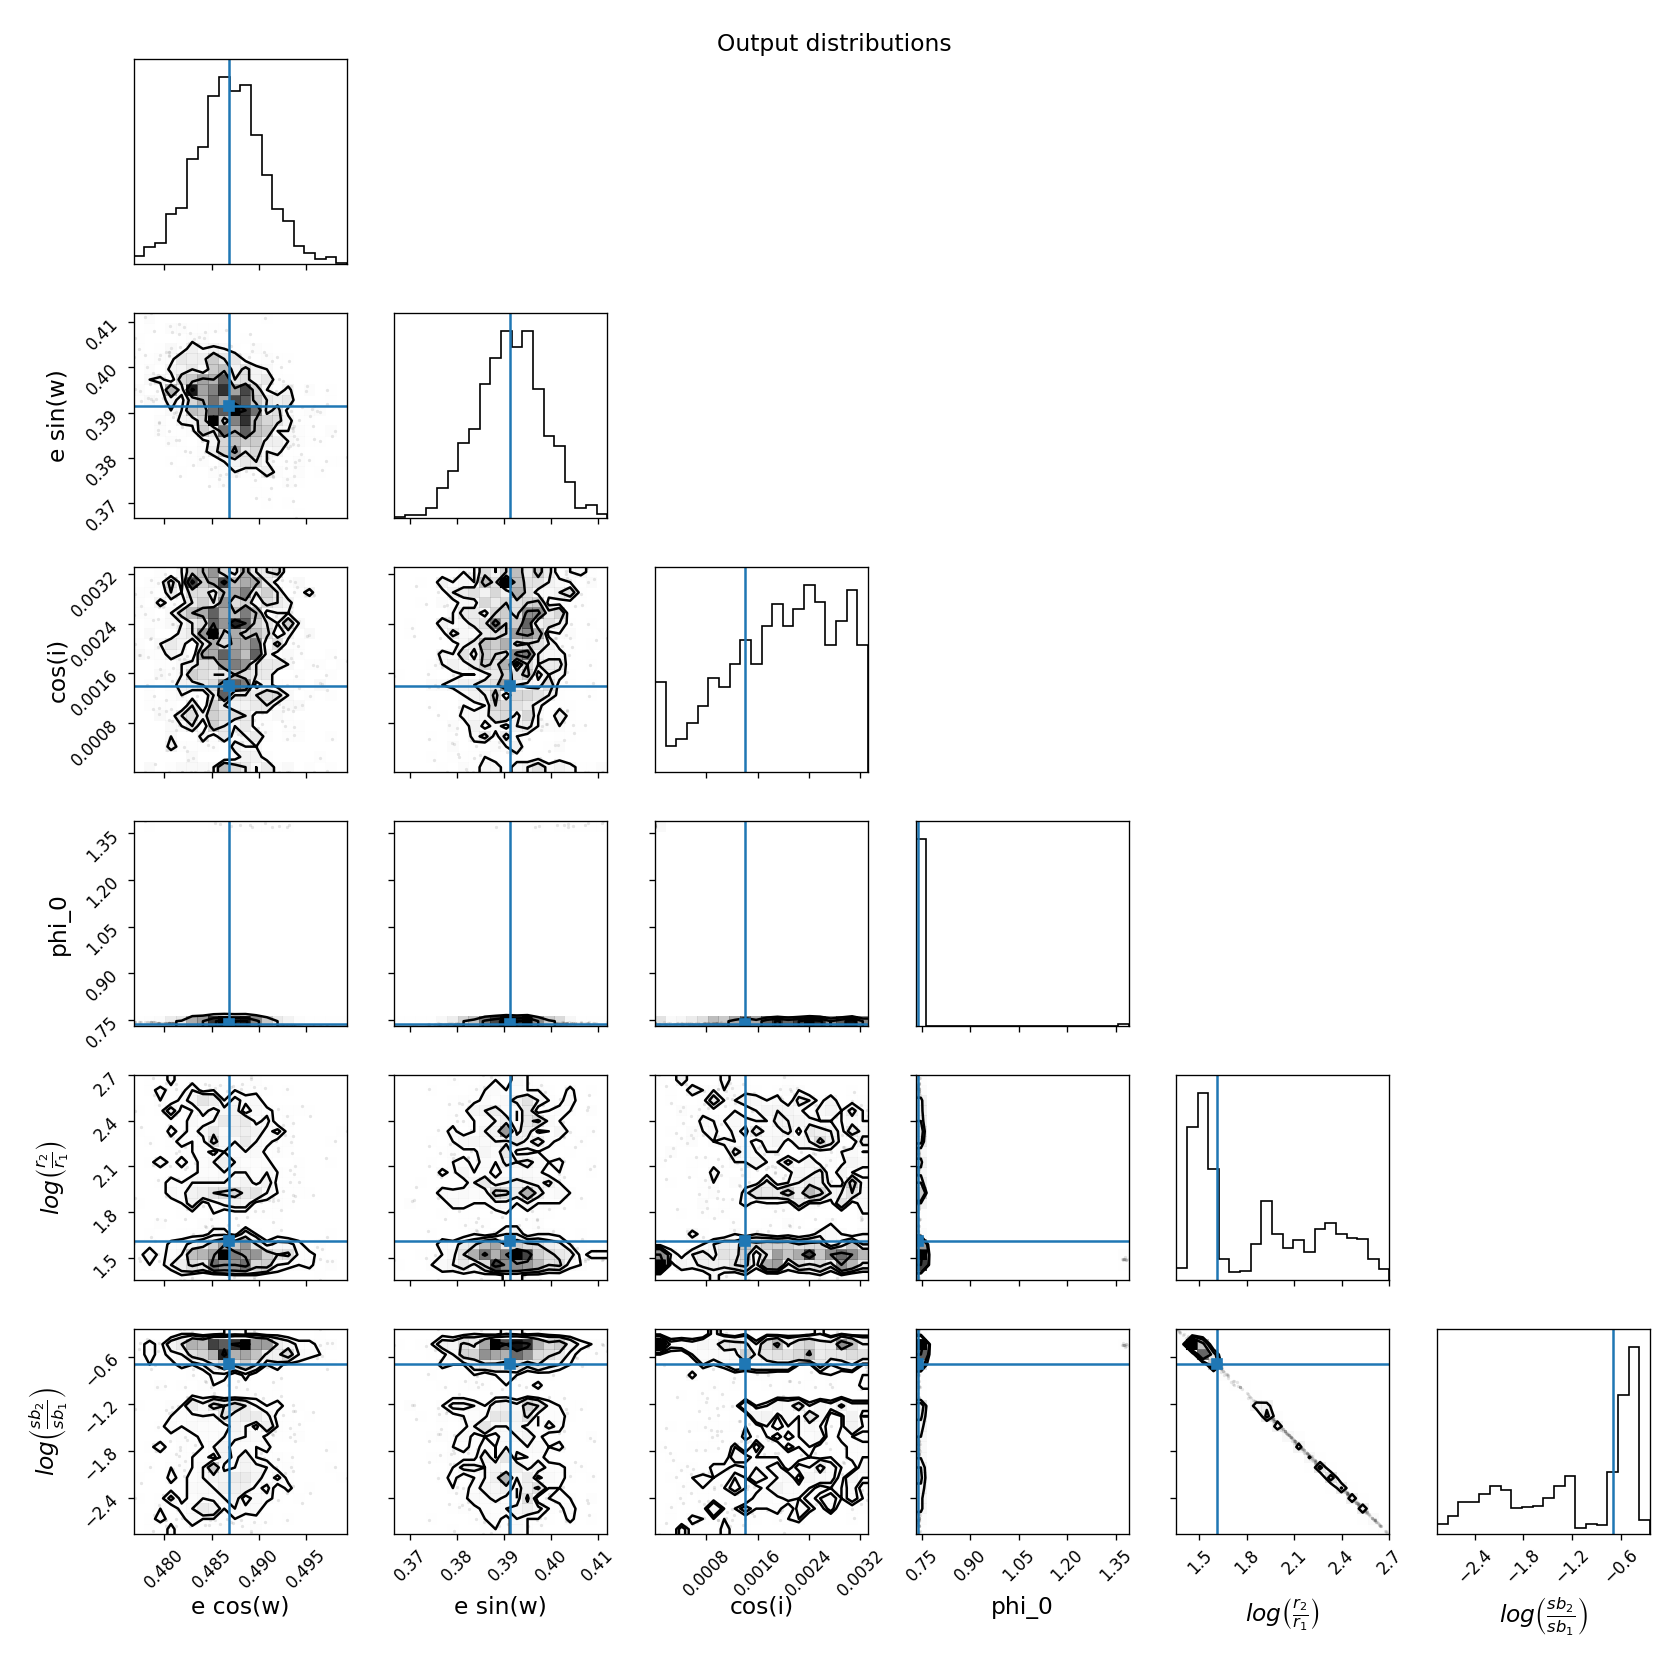 Output distributions
0.41
0.40
0.39
0.38
0.37
e sin(w)
0.0032
0.0024
0.0016
0.0008
cos(i)
1.35
1.20
1.05
0.90
0.75
phi_0
2.7
2.4
2.1
1.8
1.5
log(r2/r1)
−0.6
−1.2
−1.8
−2.4
log(sb2/sb1)
0.480 0.485 0.490 0.495 0.37 0.38 0.39 0.40 0.41 0.0008 0.0016 0.0024 0.0032 0.75 0.90 1.05 1.20 1.35 1.5 1.8 2.1 2.4 2.7 −2.4 −1.8 −1.2 −0.6
e cos(w) e sin(w) cos(i) phi_0 log(r2/r1) log(sb2/sb1)